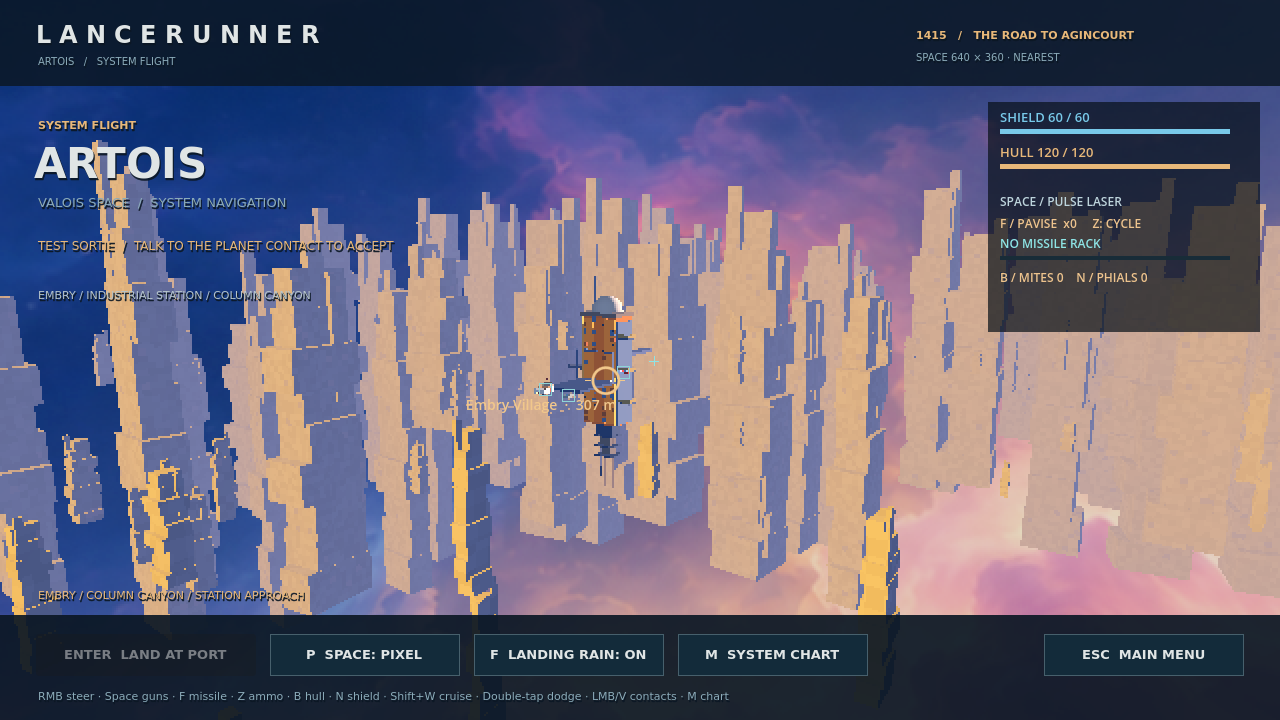 LANCERUNNER
ARTOIS / SYSTEM FLIGHT
1415 / THE ROAD TO AGINCOURT
SPACE 640 × 360 · NEAREST
SYSTEM FLIGHT
ARTOIS
VALOIS SPACE / SYSTEM NAVIGATION
TEST SORTIE / TALK TO THE PLANET CONTACT TO ACCEPT
EMBRY / INDUSTRIAL STATION / COLUMN CANYON
SHIELD 60 / 60
HULL 120 / 120
SPACE / PULSE LASER
F / PAVISE x0 Z: CYCLE
NO MISSILE RACK
B / MITES 0 N / PHIALS 0
Embry Village · 307 m
EMBRY / COLUMN CANYON / STATION APPROACH
ENTER LAND AT PORT
P SPACE: PIXEL
F LANDING RAIN: ON
M SYSTEM CHART
ESC MAIN MENU
RMB steer · Space guns · F missile · Z ammo · B hull · N shield · Shift+W cruise · Double-tap dodge · LMB/V contacts · M chart